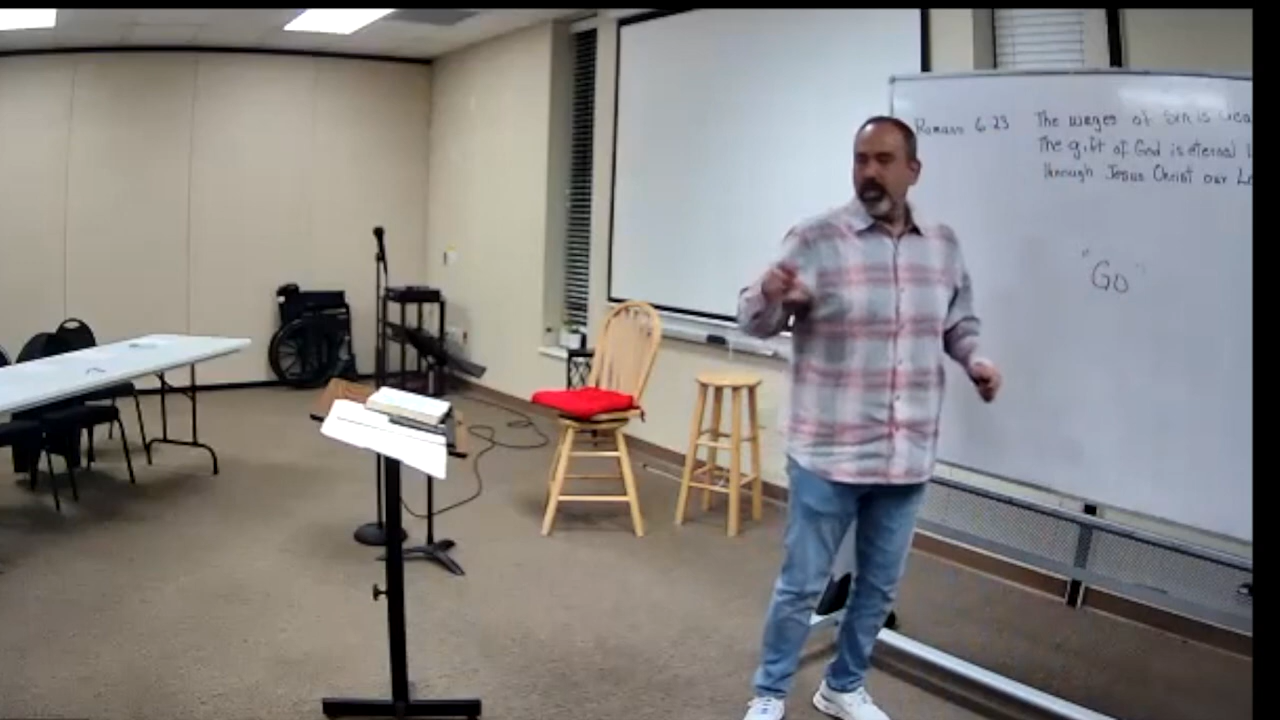 Romans 6:23 The wages of Sin is
The gift of God is eternal
through Jesus Christ our
"Go"